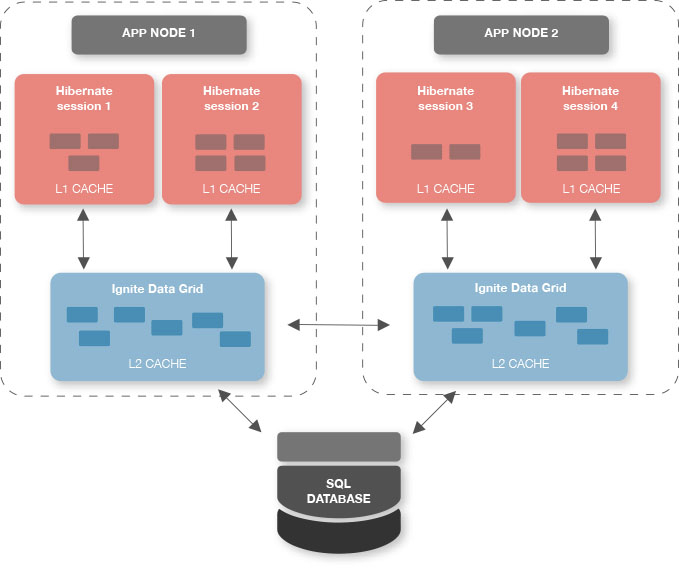 APP NODE 1
APP NODE 2
Hibernate
session 1
Hibernate
session 2
Hibernate
session 3
Hibernate
session 4
L1 CACHE
L1 CACHE
L1 CACHE
L1 CACHE
Ignite Data Grid
Ignite Data Grid
L2 CACHE
L2 CACHE
SQL
DATABASE